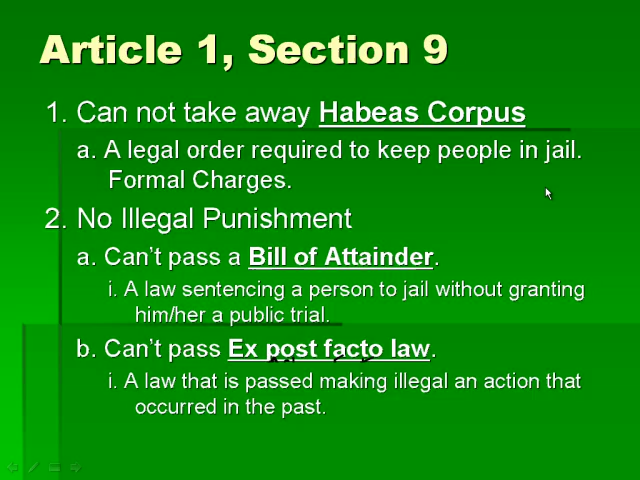 Article 1, Section 9
1. Can not take away Habeas Corpus
a. A legal order required to keep people in jail.
Formal Charges.
2. No Illegal Punishment
a. Can't pass a Bill of Attainder.
i. A law sentencing a person to jail without granting
him/her a public trial.
b. Can't pass Ex post facto law.
i. A law that is passed making illegal an action that
occurred in the past.